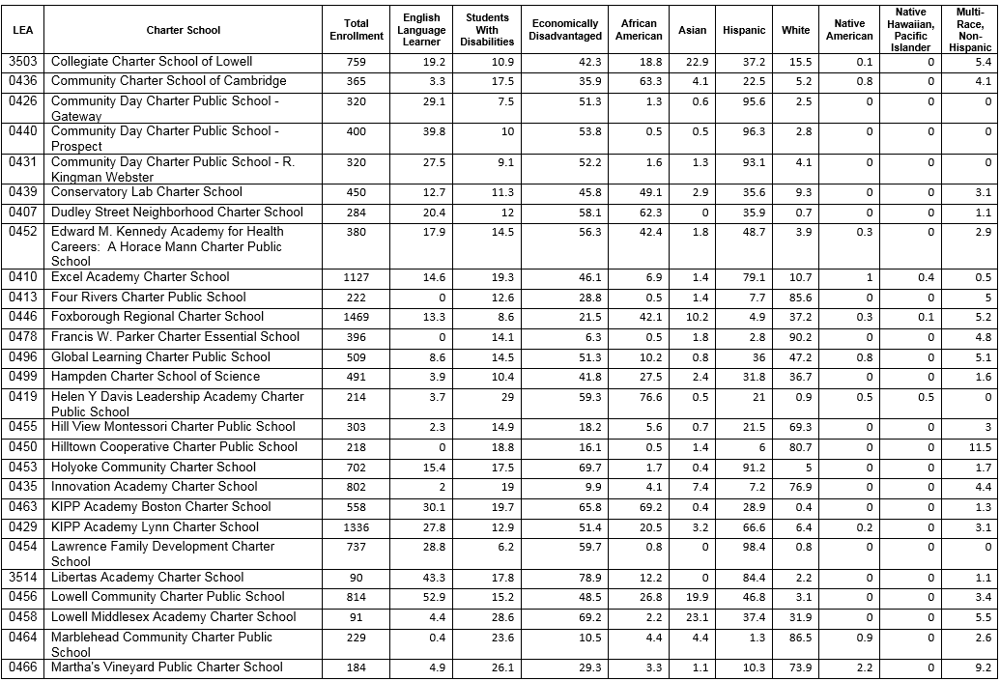 LEA Charter School Total Enrollment English Language Learner Students With Disabilities Economically Disadvantaged African American Asian Hispanic White Native American Native Hawaiian, Pacific Islander Multi-Race, Non-Hispanic
3503 Collegiate Charter School of Lowell 759 19.2 10.9 42.3 18.8 22.9 37.2 15.5 0.1 0 5.4
0436 Community Charter School of Cambridge 365 3.3 17.5 35.9 63.3 4.1 22.5 5.2 0.8 0 4.1
0426 Community Day Charter Public School - 320 29.1 7.5 51.3 1.3 0.6 95.6 2.5 0 0 0
Gateway
0440 Community Day Charter Public School - 400 39.8 10 53.8 0.5 0.5 96.3 2.8 0 0 0
Prospect
0431 Community Day Charter Public School - R. 320 27.5 9.1 52.2 1.6 1.3 93.1 4.1 0 0 0
Kingman Webster
0439 Conservatory Lab Charter School 450 12.7 11.3 45.8 49.1 2.9 35.6 9.3 0 0 3.1
0407 Dudley Street Neighborhood Charter School 284 20.4 12 58.1 62.3 0 35.9 0.7 0 0 1.1
0452 Edward M. Kennedy Academy for Health 380 17.9 14.5 56.3 42.4 1.8 48.7 3.9 0.3 0 2.9
Careers: A Horace Mann Charter Public
School
0410 Excel Academy Charter School 1127 14.6 19.3 46.1 6.9 1.4 79.1 10.7 1 0.4 0.5
0413 Four Rivers Charter Public School 222 0 12.6 28.8 0.5 1.4 7.7 85.6 0 0 5
0446 Foxborough Regional Charter School 1469 13.3 8.6 21.5 42.1 10.2 4.9 37.2 0.3 0.1 5.2
0478 Francis W. Parker Charter Essential School 396 0 14.1 6.3 0.5 1.8 2.8 90.2 0 0 4.8
0496 Global Learning Charter Public School 509 8.6 14.5 51.3 10.2 0.8 36 47.2 0.8 0 5.1
0499 Hampden Charter School of Science 491 3.9 10.4 41.8 27.5 2.4 31.8 36.7 0 0 1.6
0419 Helen Y Davis Leadership Academy Charter 214 3.7 29 59.3 76.6 0.5 21 0.9 0.5 0.5 0
Public School
0455 Hill View Montessori Charter Public School 303 2.3 14.9 18.2 5.6 0.7 21.5 69.3 0 0 3
0450 Hilltown Cooperative Charter Public School 218 0 18.8 16.1 0.5 1.4 6 80.7 0 0 11.5
0453 Holyoke Community Charter School 702 15.4 17.5 69.7 1.7 0.4 91.2 5 0 0 1.7
0435 Innovation Academy Charter School 802 2 19 9.9 4.1 7.4 7.2 76.9 0 0 4.4
0463 KIPP Academy Boston Charter School 558 30.1 19.7 65.8 69.2 0.4 28.9 0.4 0 0 1.3
0429 KIPP Academy Lynn Charter School 1336 27.8 12.9 51.4 20.5 3.2 66.6 6.4 0.2 0 3.1
0454 Lawrence Family Development Charter 737 28.8 6.2 59.7 0.8 0 98.4 0.8 0 0 0
School
3514 Libertas Academy Charter School 90 43.3 17.8 78.9 12.2 0 84.4 2.2 0 0 1.1
0456 Lowell Community Charter Public School 814 52.9 15.2 48.5 26.8 19.9 46.8 3.1 0 0 3.4
0458 Lowell Middlesex Academy Charter School 91 4.4 28.6 69.2 2.2 23.1 37.4 31.9 0 0 5.5
0464 Marblehead Community Charter Public 229 0.4 23.6 10.5 4.4 4.4 1.3 86.5 0.9 0 2.6
School
0466 Martha's Vineyard Public Charter School 184 4.9 26.1 29.3 3.3 1.1 10.3 73.9 2.2 0 9.2